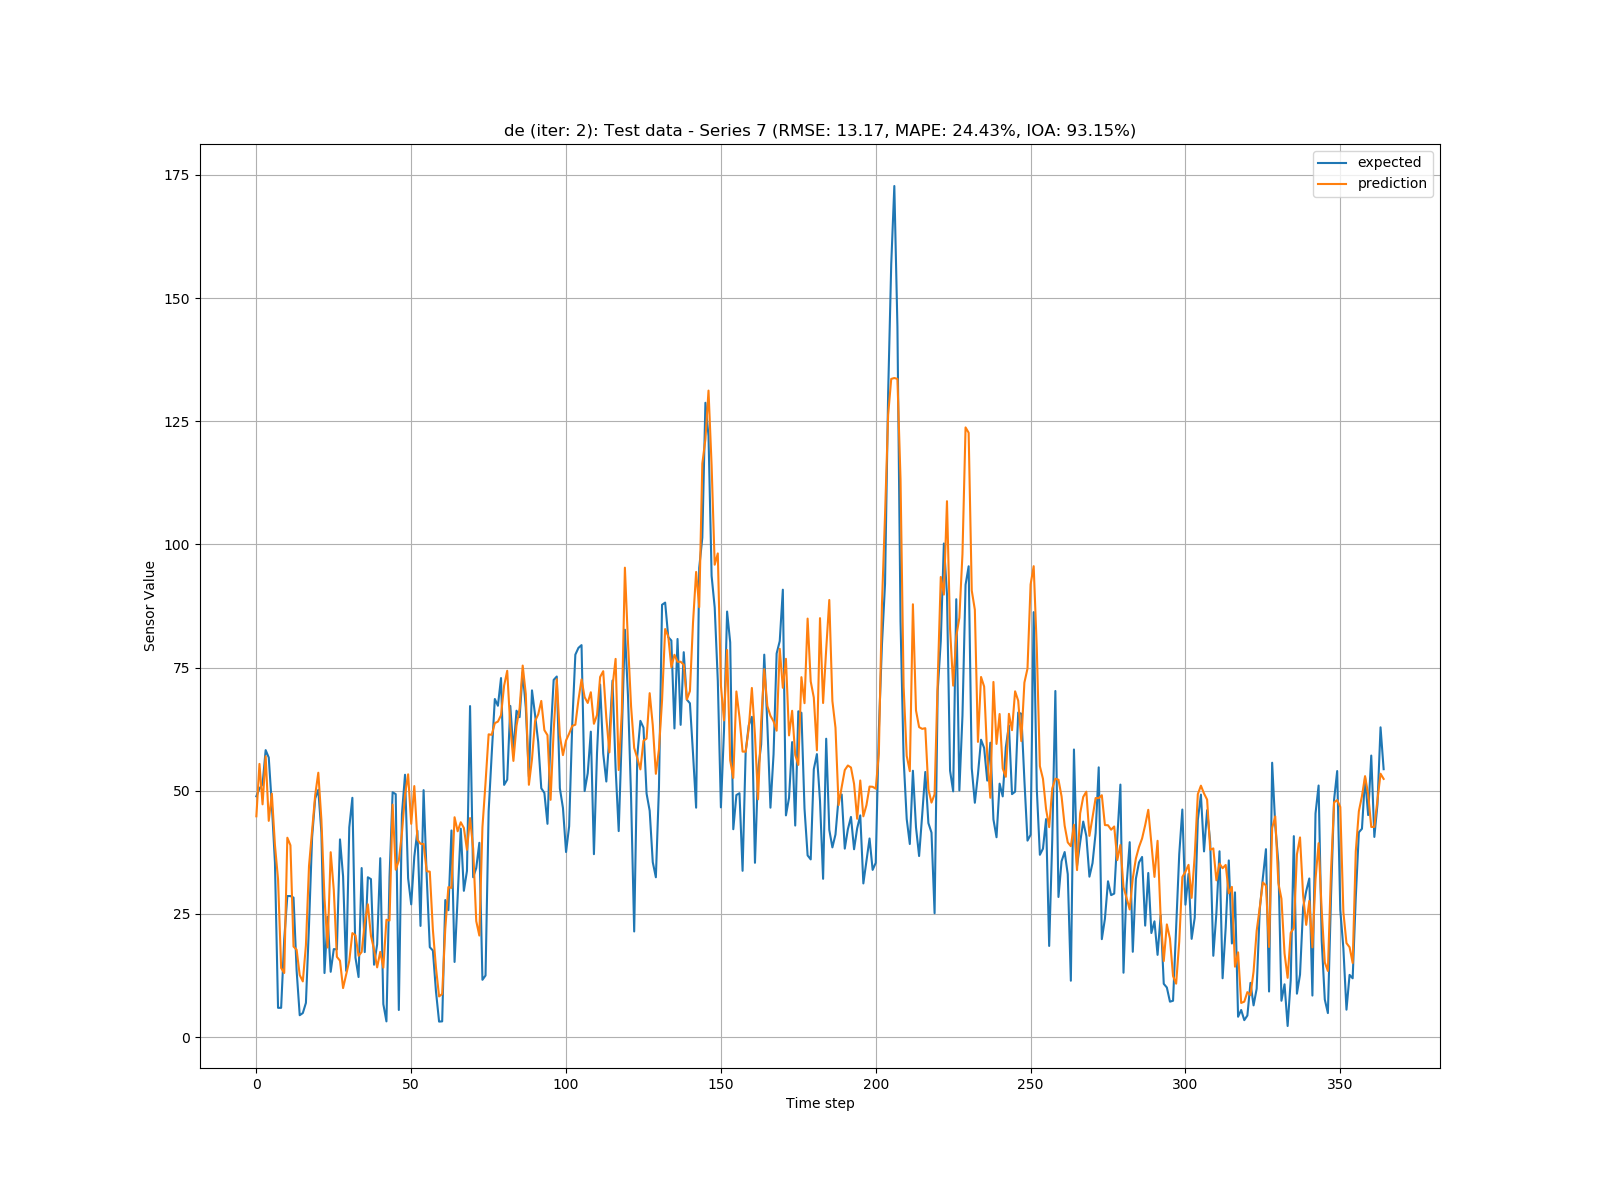 de (iter: 2): Test data - Series 7 (RMSE: 13.17, MAPE: 24.43%, IOA: 93.15%)
expected
prediction
175
150
125
100
75
50
25
0
Sensor Value
0 50 100 150 200 250 300 350
Time step